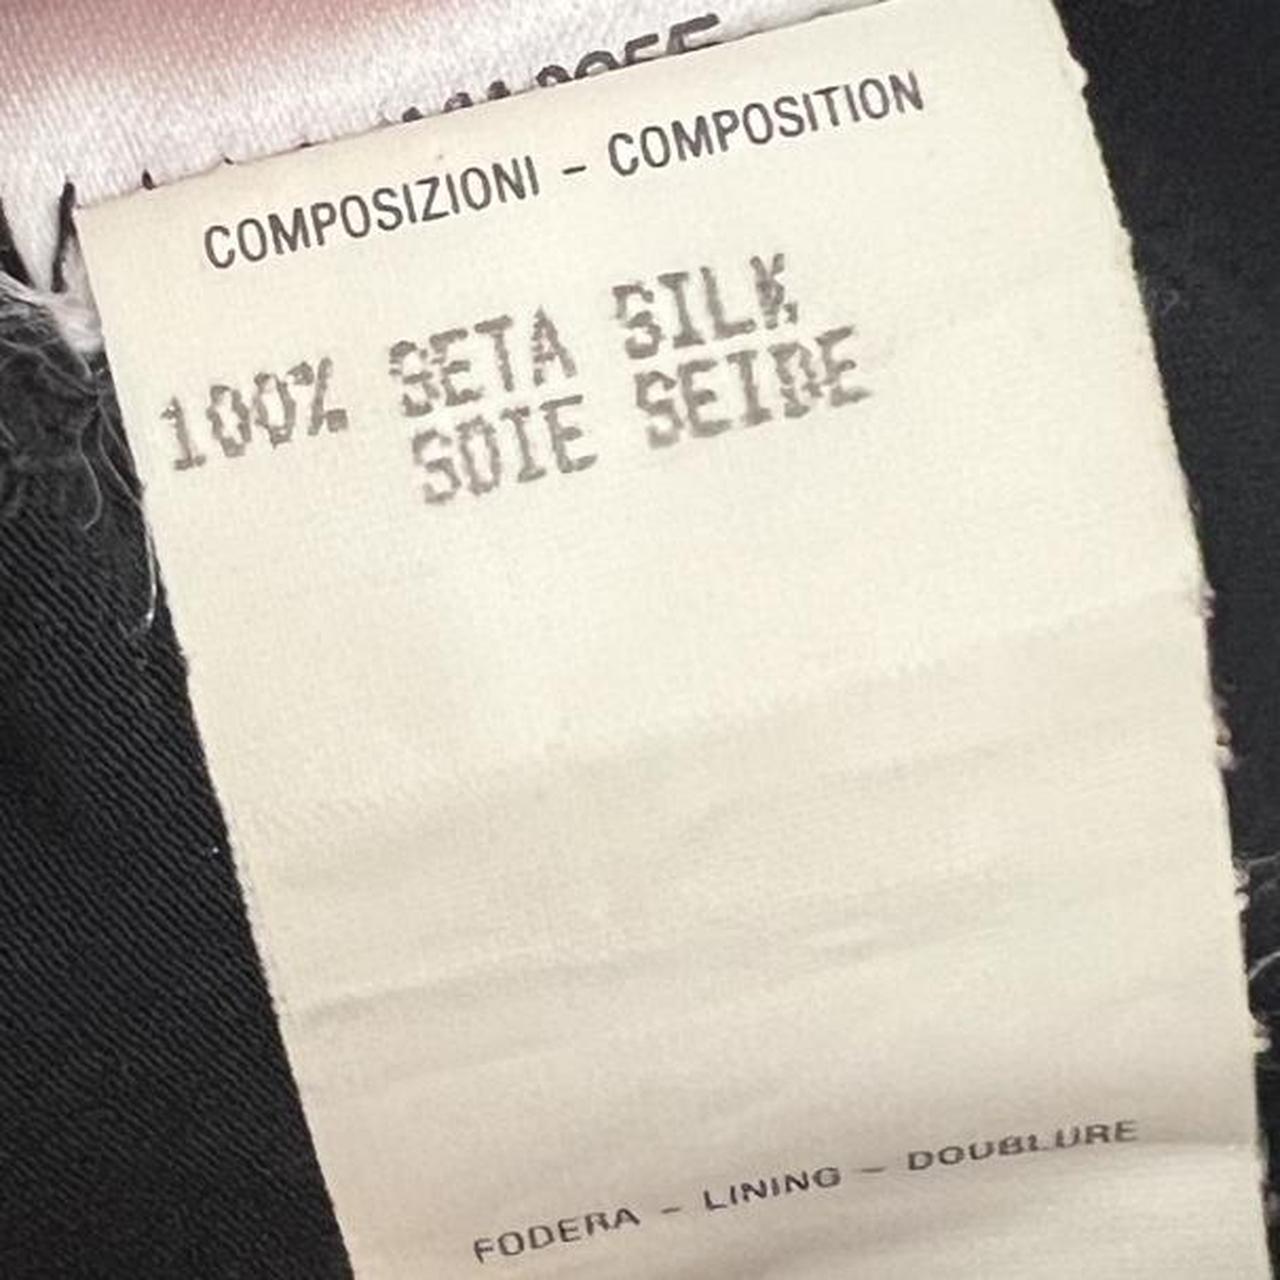 COMPOSIZIONI - COMPOSITION
100% SETA SILK
SOIE SEIDE
FODERA - LINING - DOUBLURE